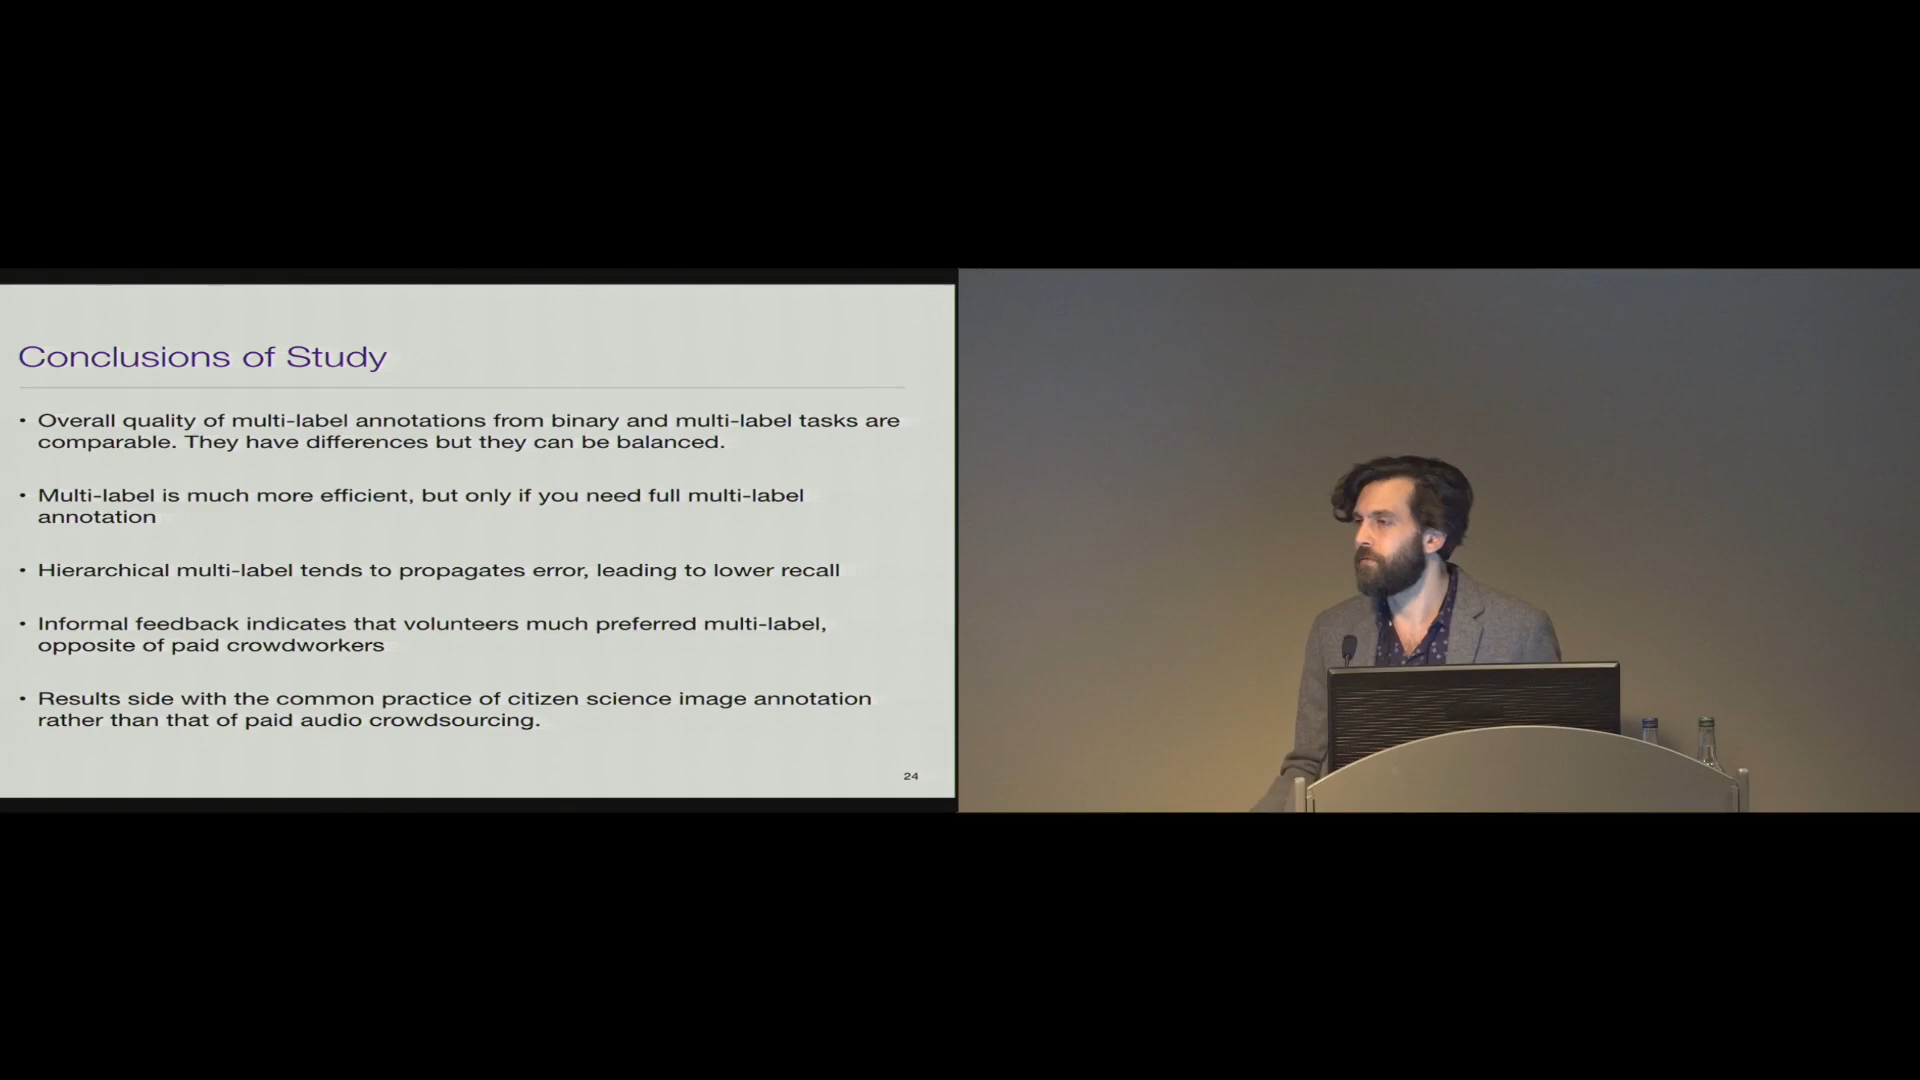 Conclusions of Study
• Overall quality of multi-label annotations from binary and multi-label tasks are
comparable. They have differences but they can be balanced.
• Multi-label is much more efficient, but only if you need full multi-label
annotation
• Hierarchical multi-label tends to propagates error, leading to lower recall
• Informal feedback indicates that volunteers much preferred multi-label,
opposite of paid crowdworkers
• Results side with the common practice of citizen science image annotation
rather than that of paid audio crowdsourcing.
24